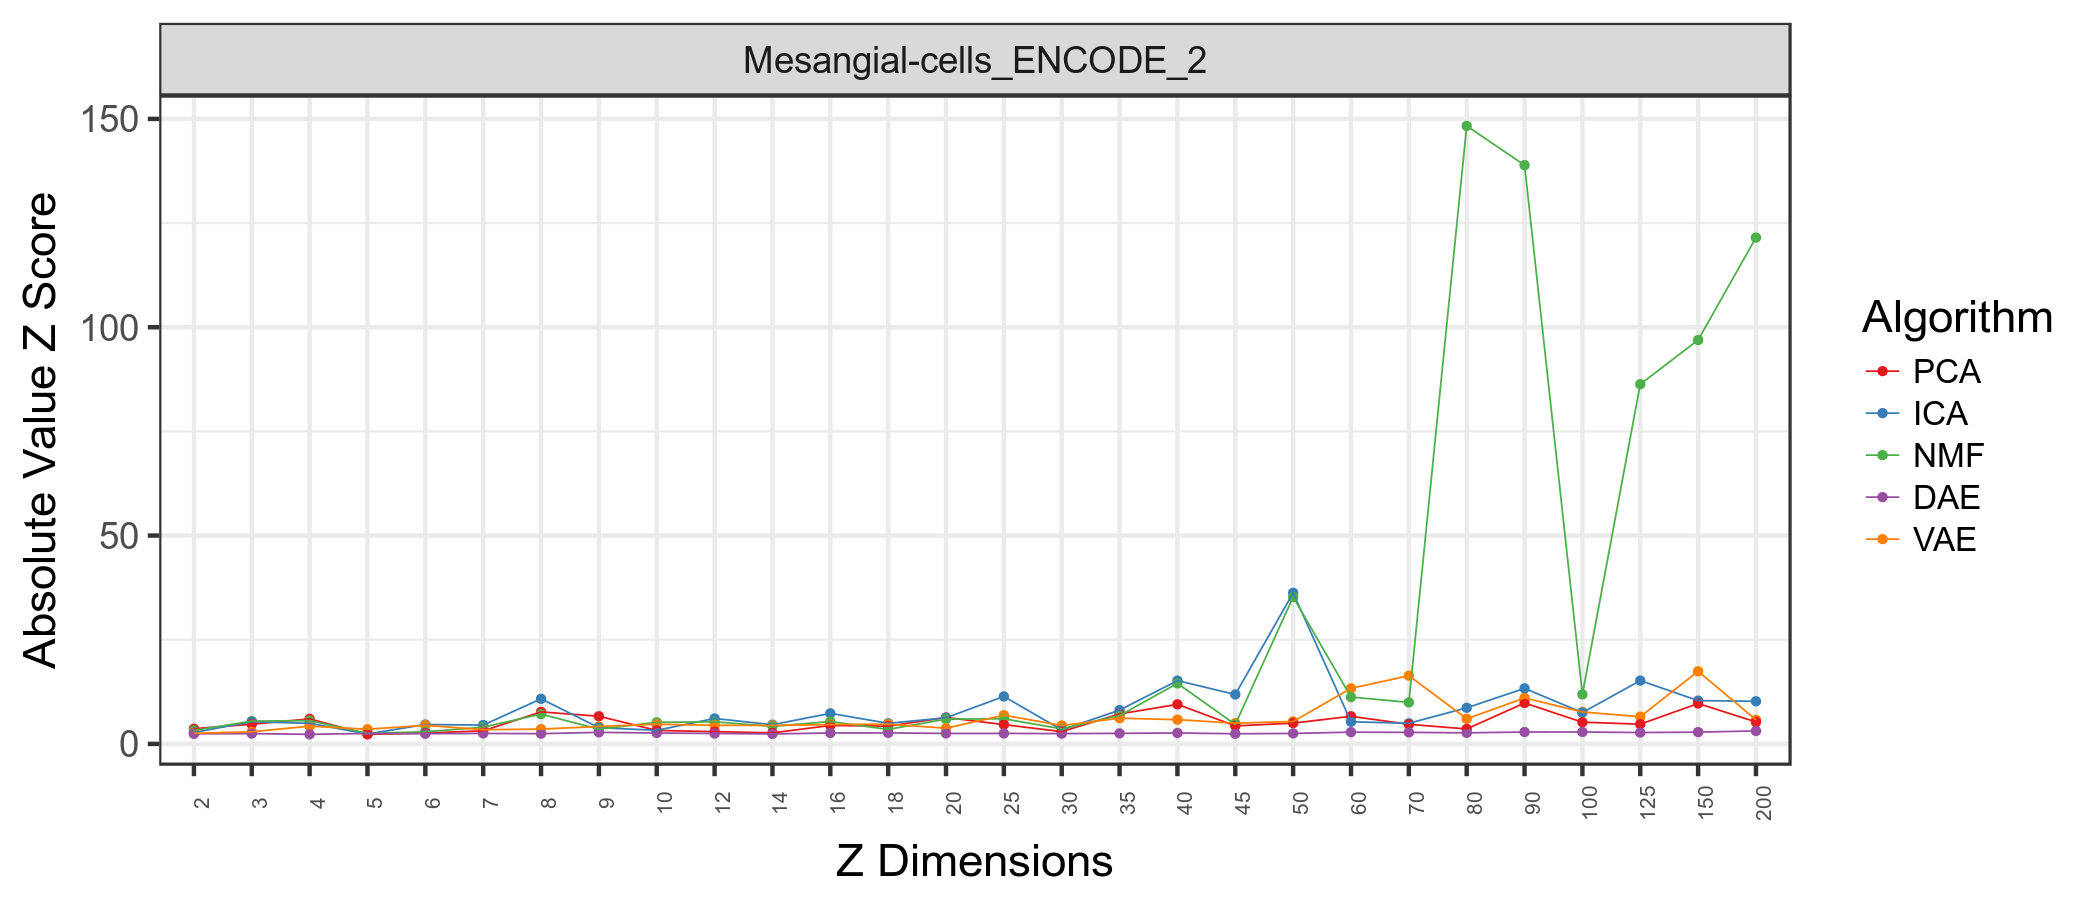 Mesangial-cells_ENCODE_2
150
100
50
0
Absolute Value Z Score
2 3 4 5 6 7 8 9 10 12 14 16 18 20 25 30 35 40 45 50 60 70 80 90 100 125 150 200
Z Dimensions
Algorithm
PCA
ICA
NMF
DAE
VAE